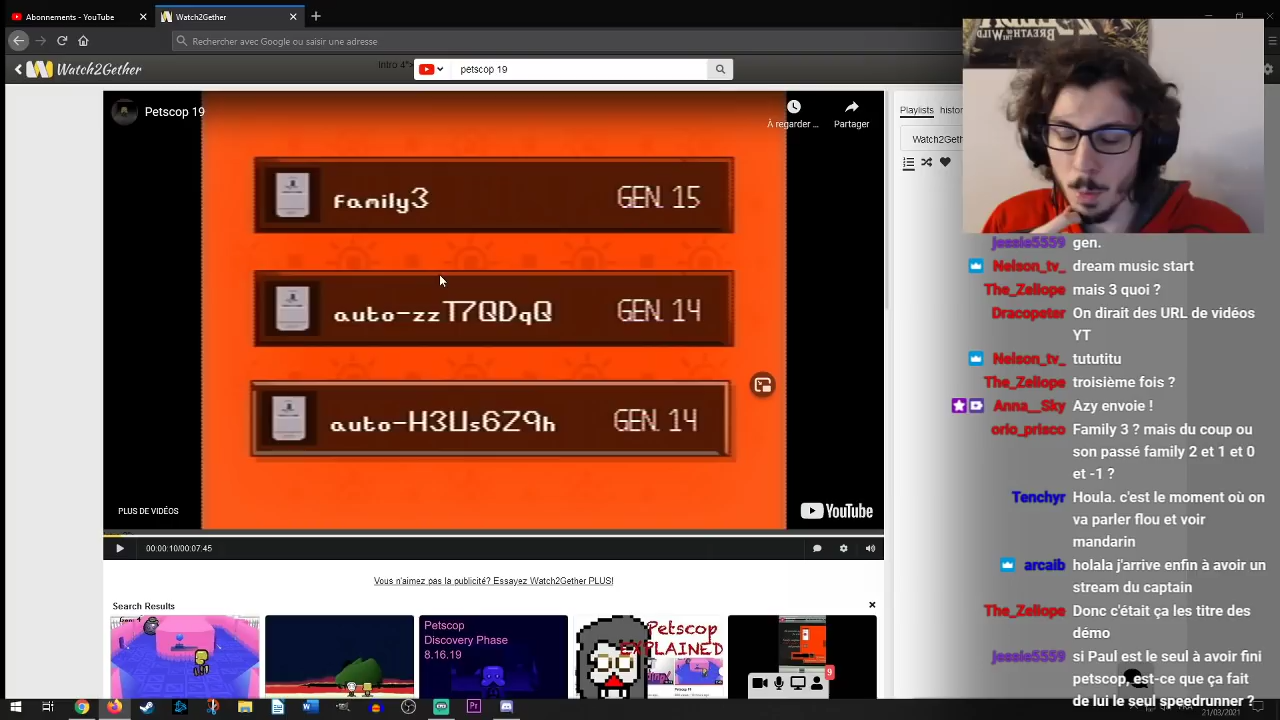 Abonnements - YouTube
Watch2Gether
Rechercher avec Google ou saisir une adresse
Watch2Gether
Intro 4">
petscop 19
Petscop 19
À regarder ...
Partager
Playlists
histor
Watch2Geth
Family3 GEN. 15
auto-zzT7QDqQ GEN. 14
auto-H3Us6Z9h GEN. 14
PLUS DE VIDÉOS
YouTube
00:00:10/00:07:45
Vous n'aimez pas la publicité? Essayez Watch2Gether PLUS!
Search Results
Petscop
Discovery Phase
8.16.19
Petscop
EXPLAINED
9
BREATH OF THE WILD
jessie5559 gen.
Nelson_tv_ dream music start
The_Zellope mais 3 quoi ?
Dracopeter On dirait des URL de vidéos
YT
Nelson_tv_ tututitu
The_Zellope troisième fois ?
Anna__Sky Azy envoie !
orio_prisco Family 3 ? mais du coup ou
son passé family 2 et 1 et 0
et -1 ?
Tenchyr Houla. c'est le moment où on
va parler flou et voir
mandarin
arcaib holala j'arrive enfin à avoir un
stream du captain
The_Zellope Donc c'était ça les titre des
démo
jessie5559 si Paul est le seul à avoir fini
petscop, est-ce que ça fait
de lui le seul speedrunner ?
21/03/2021